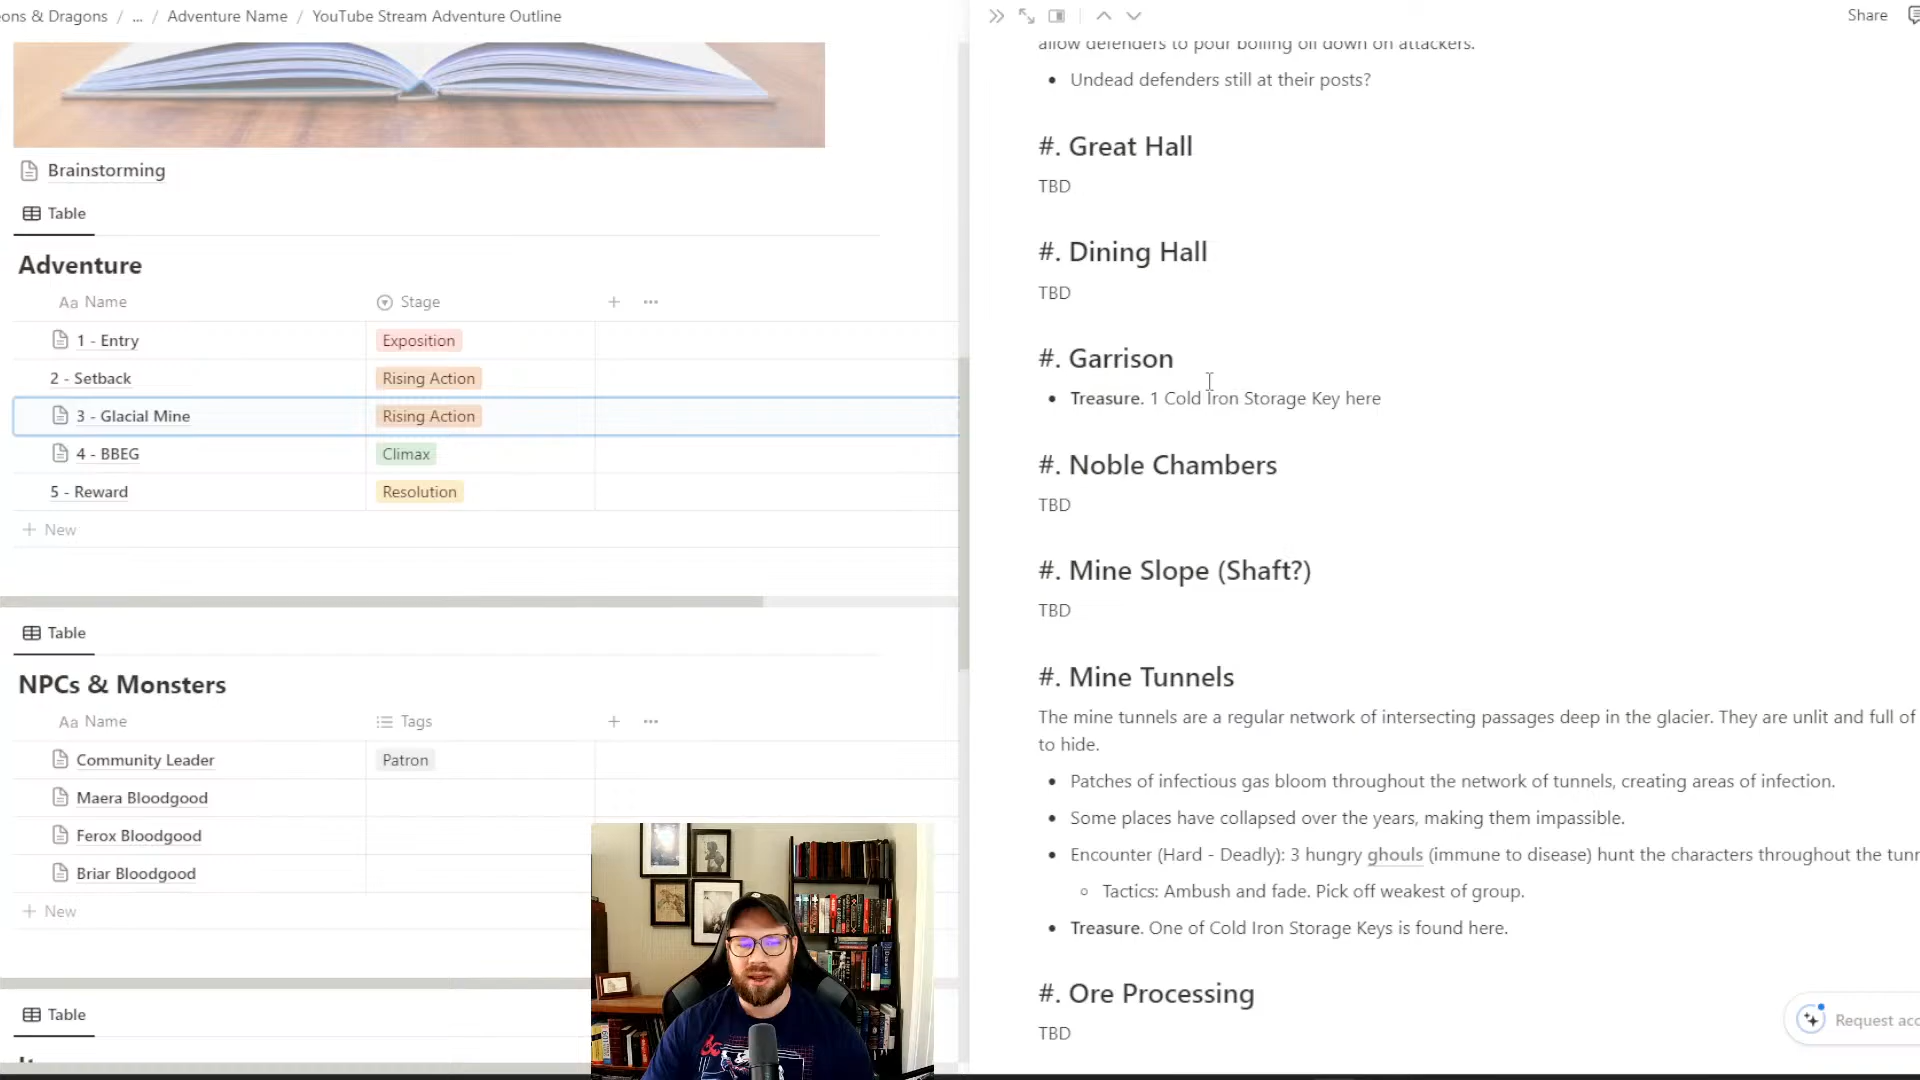 ons & Dragons / ... / Adventure Name / YouTube Stream Adventure Outline
Brainstorming
Table
Adventure
Aa Name Stage
1 - Entry Exposition
2 - Setback Rising Action
3 - Glacial Mine Rising Action
4 - BBEG Climax
5 - Reward Resolution
+ New
Table
NPCs & Monsters
Aa Name Tags
Community Leader Patron
Maera Bloodgood
Ferox Bloodgood
Briar Bloodgood
+ New
Table
Share
allow defenders to pour boiling oil down on attackers.
• Undead defenders still at their posts?
#. Great Hall
TBD
#. Dining Hall
TBD
#. Garrison
• Treasure. 1 Cold Iron Storage Key here
#. Noble Chambers
TBD
#. Mine Slope (Shaft?)
TBD
#. Mine Tunnels
The mine tunnels are a regular network of intersecting passages deep in the glacier. They are unlit and full of
to hide.
• Patches of infectious gas bloom throughout the network of tunnels, creating areas of infection.
• Some places have collapsed over the years, making them impassible.
• Encounter (Hard - Deadly): 3 hungry ghouls (immune to disease) hunt the characters throughout the tunn
◦ Tactics: Ambush and fade. Pick off weakest of group.
• Treasure. One of Cold Iron Storage Keys is found here.
#. Ore Processing
TBD
Request acc